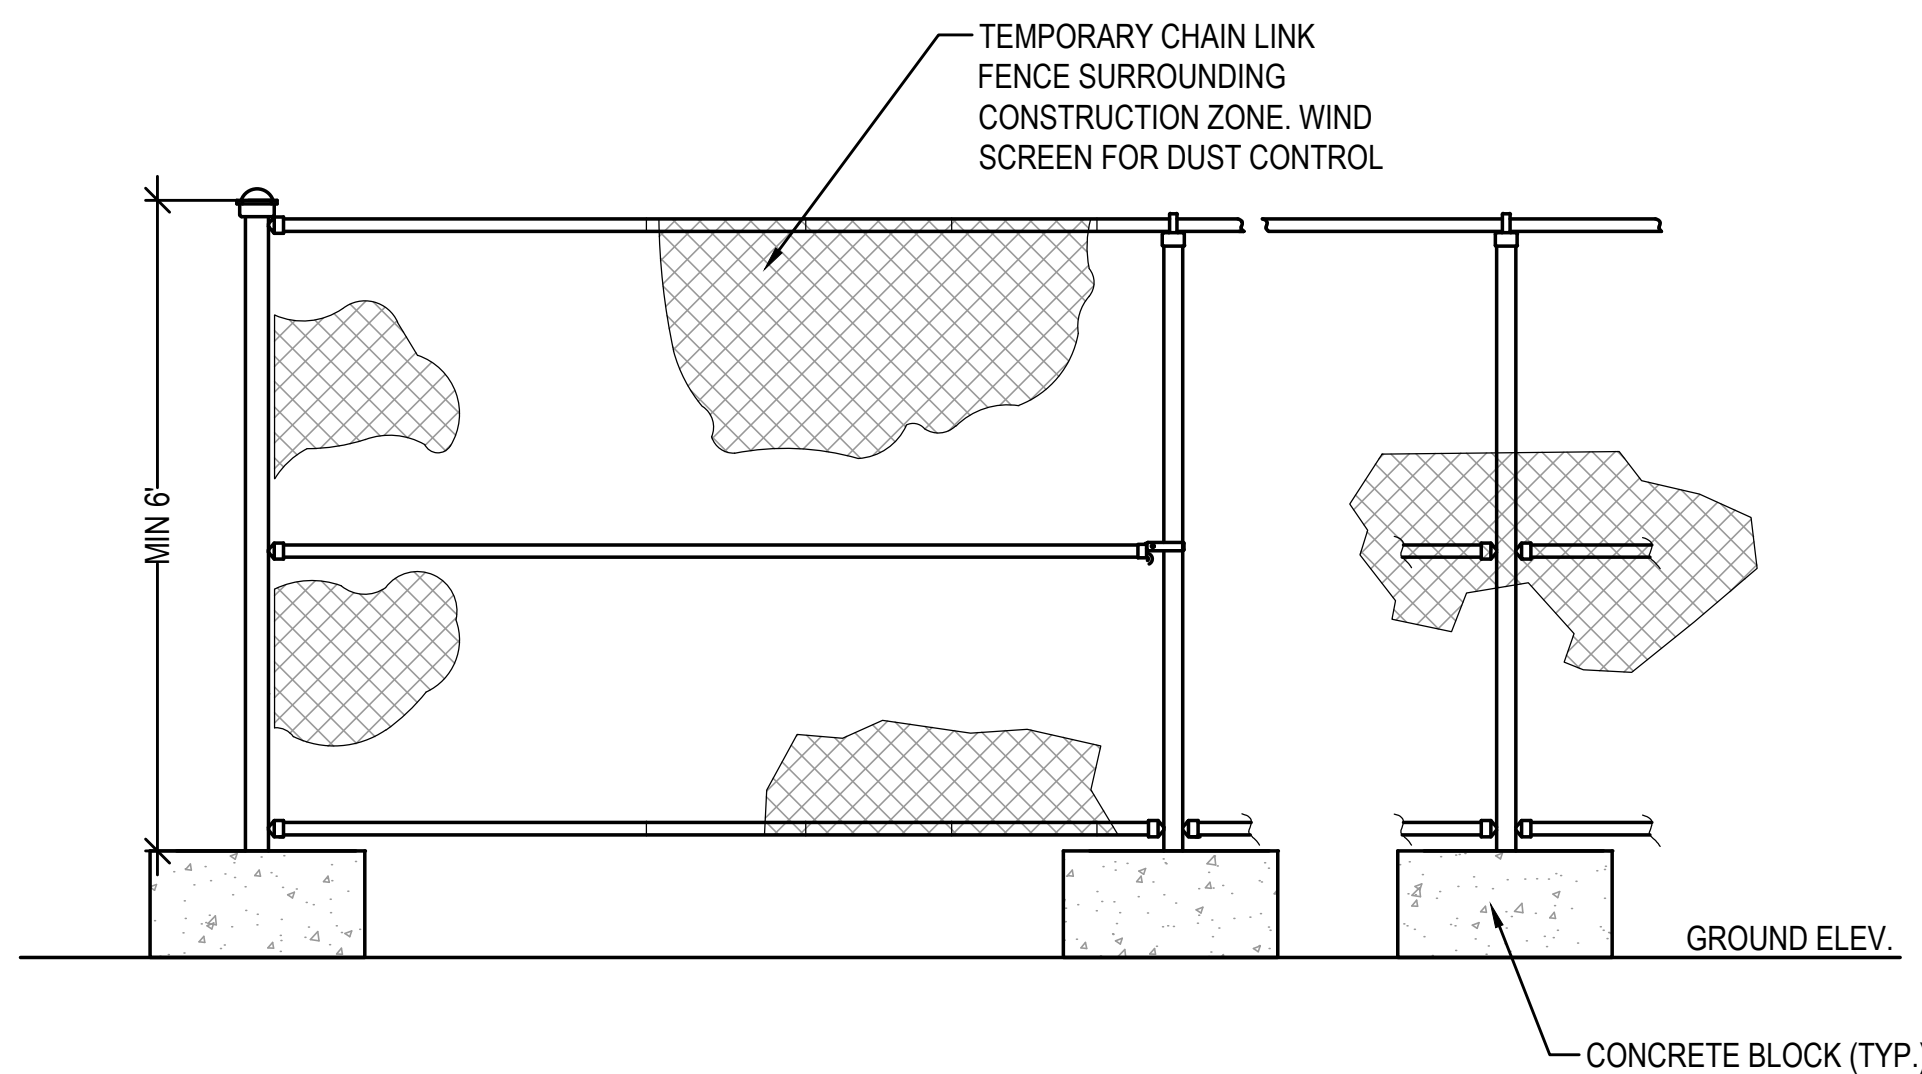 TEMPORARY CHAIN LINK
FENCE SURROUNDING
CONSTRUCTION ZONE. WIND
SCREEN FOR DUST CONTROL
MIN 6'
GROUND ELEV.
CONCRETE BLOCK (TYP.)